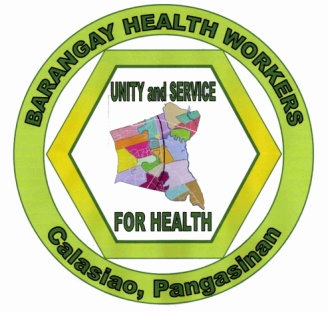 BARANGAY HEALTH WORKERS
UNITY and SERVICE
FOR HEALTH
Calasiao, Pangasinan